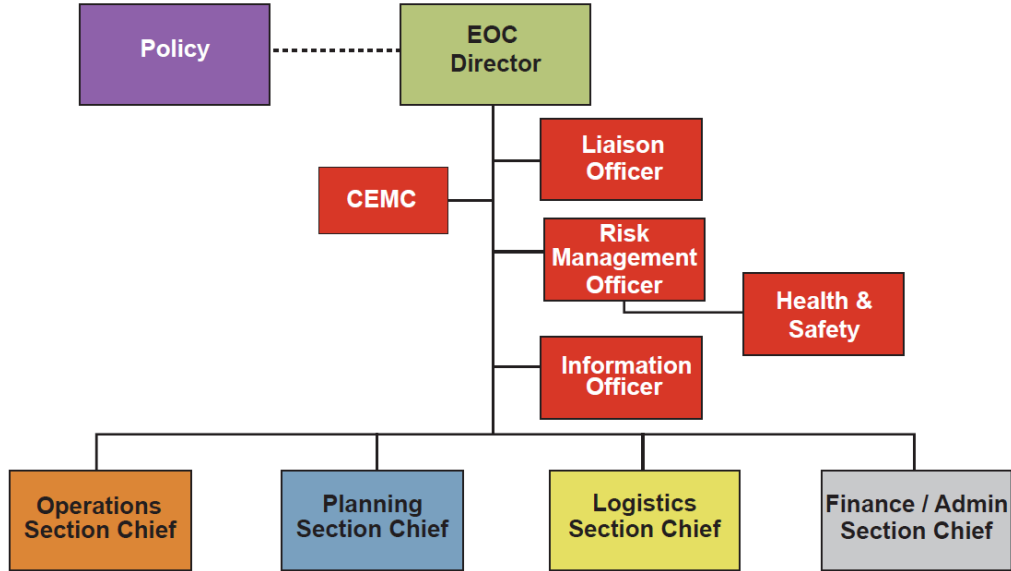 Policy
EOC
Director
Liaison
Officer
CEMC
Risk
Management
Officer
Health &
Safety
Information
Officer
Operations
Section Chief
Planning
Section Chief
Logistics
Section Chief
Finance / Admin
Section Chief